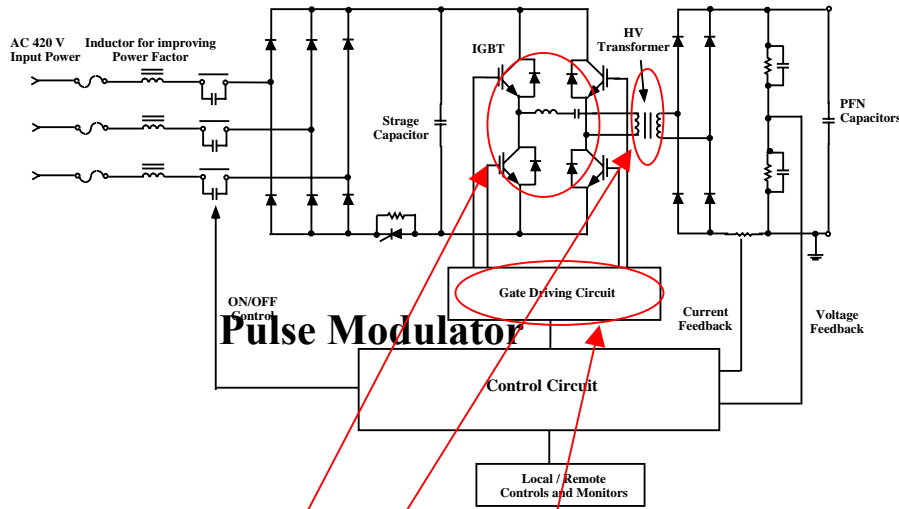 AC 420 V
Input Power
Inductor for improving
Power Factor
IGBT
HV
Transformer
Strage
Capacitor
PFN
Capacitors
Gate Driving Circuit
ON/OFF
Control
Current
Feedback
Voltage
Feedback
Pulse Modulator
Control Circuit
Local / Remote
Controls and Monitors